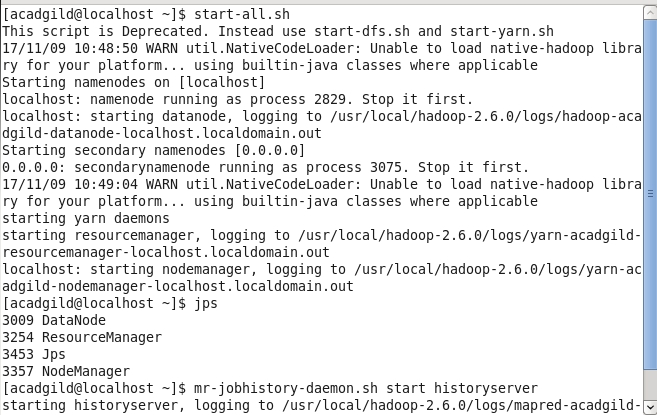 [acadgild@localhost ~]$ start-all.sh
This script is Deprecated. Instead use start-dfs.sh and start-yarn.sh
17/11/09 10:48:50 WARN util.NativeCodeLoader: Unable to load native-hadoop libra
ry for your platform... using builtin-java classes where applicable
Starting namenodes on [localhost]
localhost: namenode running as process 2829. Stop it first.
localhost: starting datanode, logging to /usr/local/hadoop-2.6.0/logs/hadoop-aca
dgild-datanode-localhost.localdomain.out
Starting secondary namenodes [0.0.0.0]
0.0.0.0: secondarynamenode running as process 3075. Stop it first.
17/11/09 10:49:04 WARN util.NativeCodeLoader: Unable to load native-hadoop libra
ry for your platform... using builtin-java classes where applicable
starting yarn daemons
starting resourcemanager, logging to /usr/local/hadoop-2.6.0/logs/yarn-acadgild-
resourcemanager-localhost.localdomain.out
localhost: starting nodemanager, logging to /usr/local/hadoop-2.6.0/logs/yarn-ac
adgild-nodemanager-localhost.localdomain.out
[acadgild@localhost ~]$ jps
3009 DataNode
3254 ResourceManager
3453 Jps
3357 NodeManager
[acadgild@localhost ~]$ mr-jobhistory-daemon.sh start historyserver
starting historyserver, logging to /usr/local/hadoop-2.6.0/logs/mapred-acadgild-